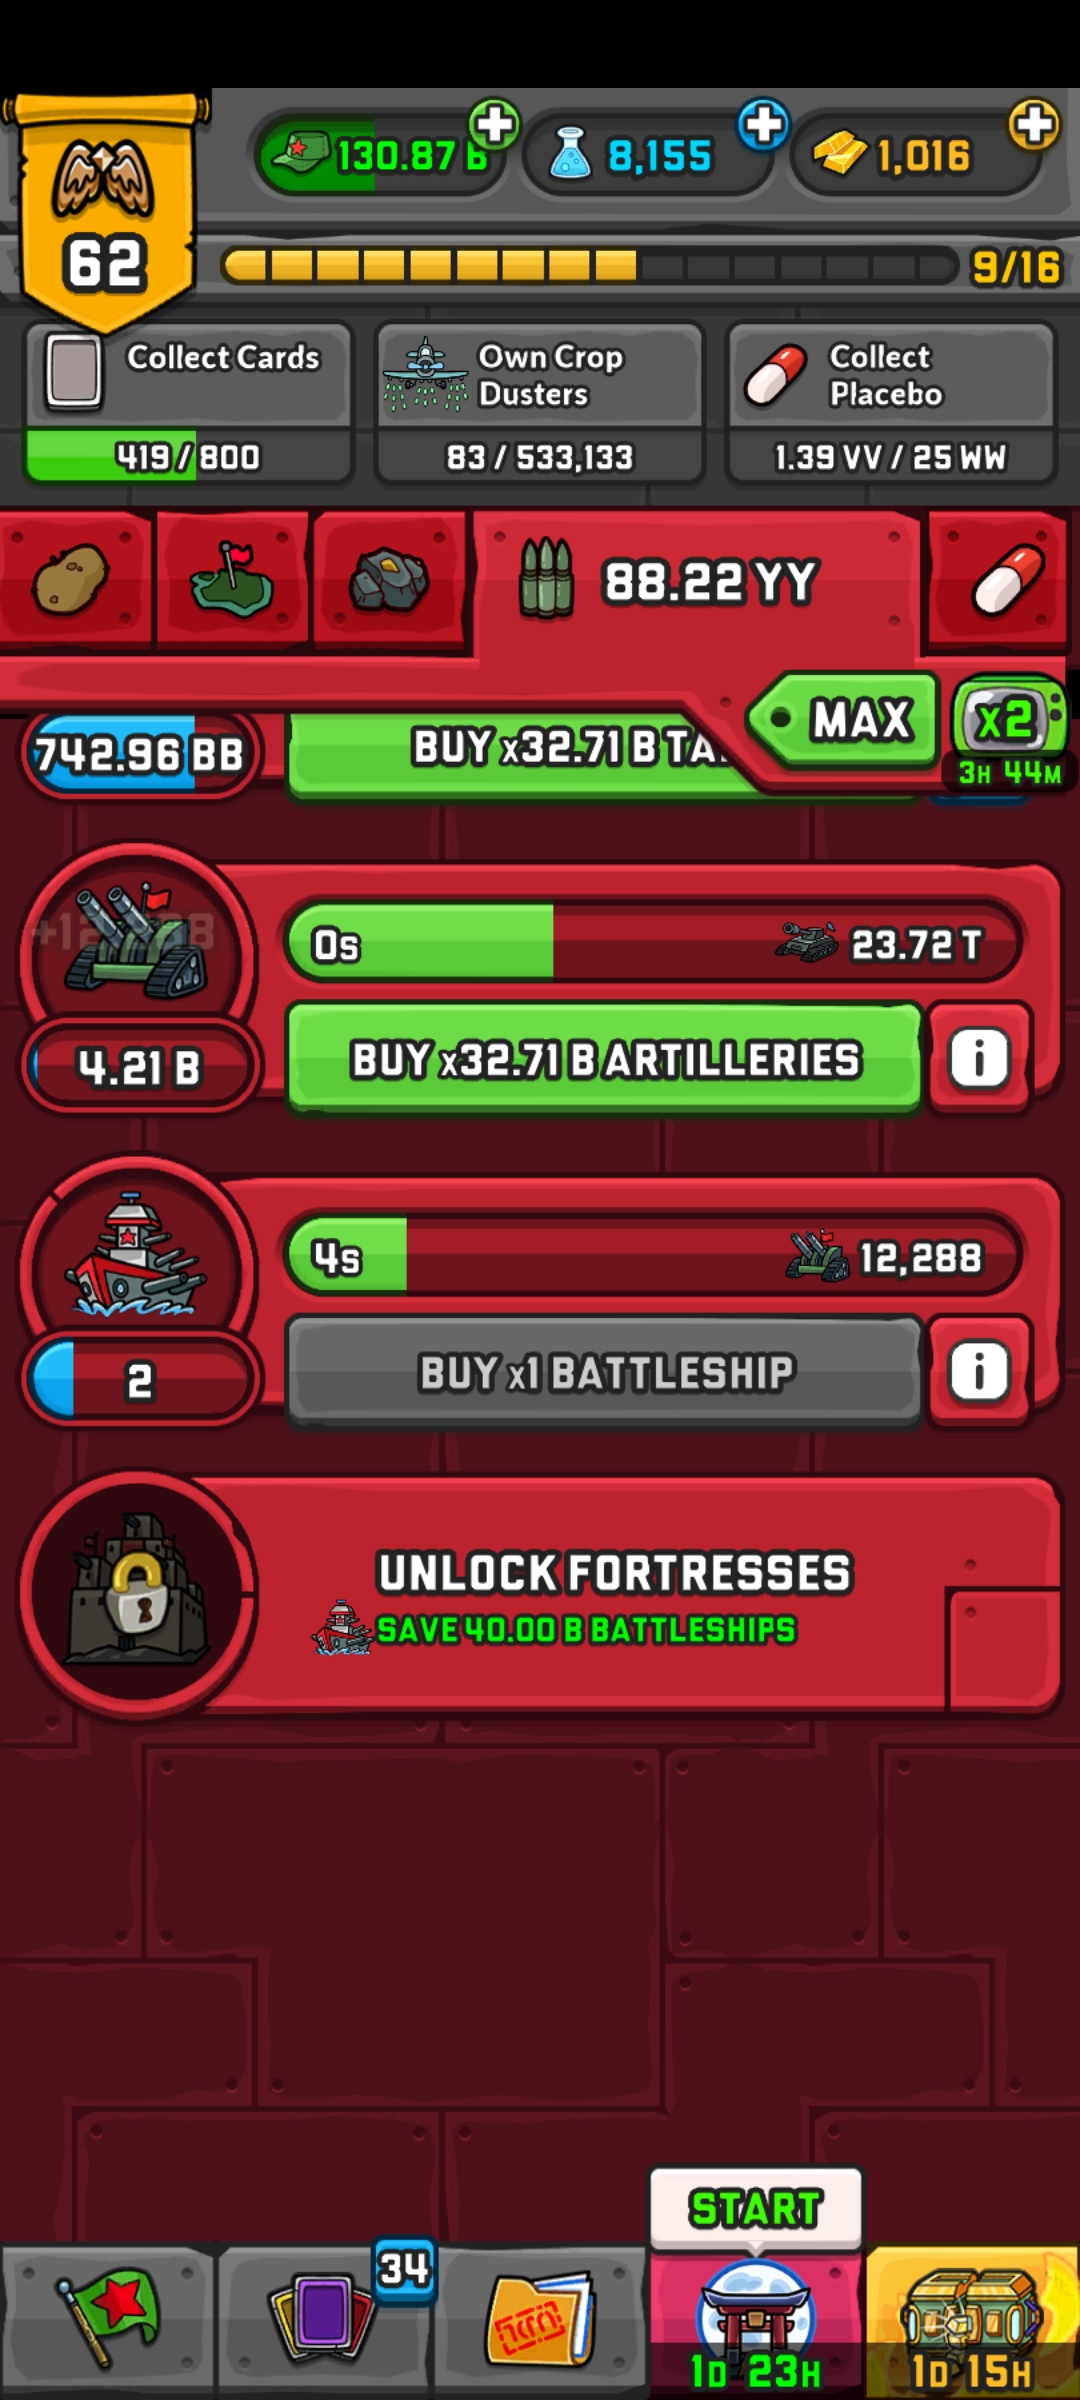 130.87 B
8,155
1,016
62
9/16
Collect Cards
419 / 800
Own Crop
Dusters
83 / 533,133
Collect
Placebo
1.39 VV / 25 WW
88.22 YY
MAX
x2
3H 44M
742.96 BB
BUY x32.71 B TA
0s
23.72 T
4.21 B
BUY x32.71 B ARTILLERIES
i
4s
12,288
2
BUY x1 BATTLESHIP
i
UNLOCK FORTRESSES
SAVE 40.00 B BATTLESHIPS
START
34
1D 23H
1D 15H